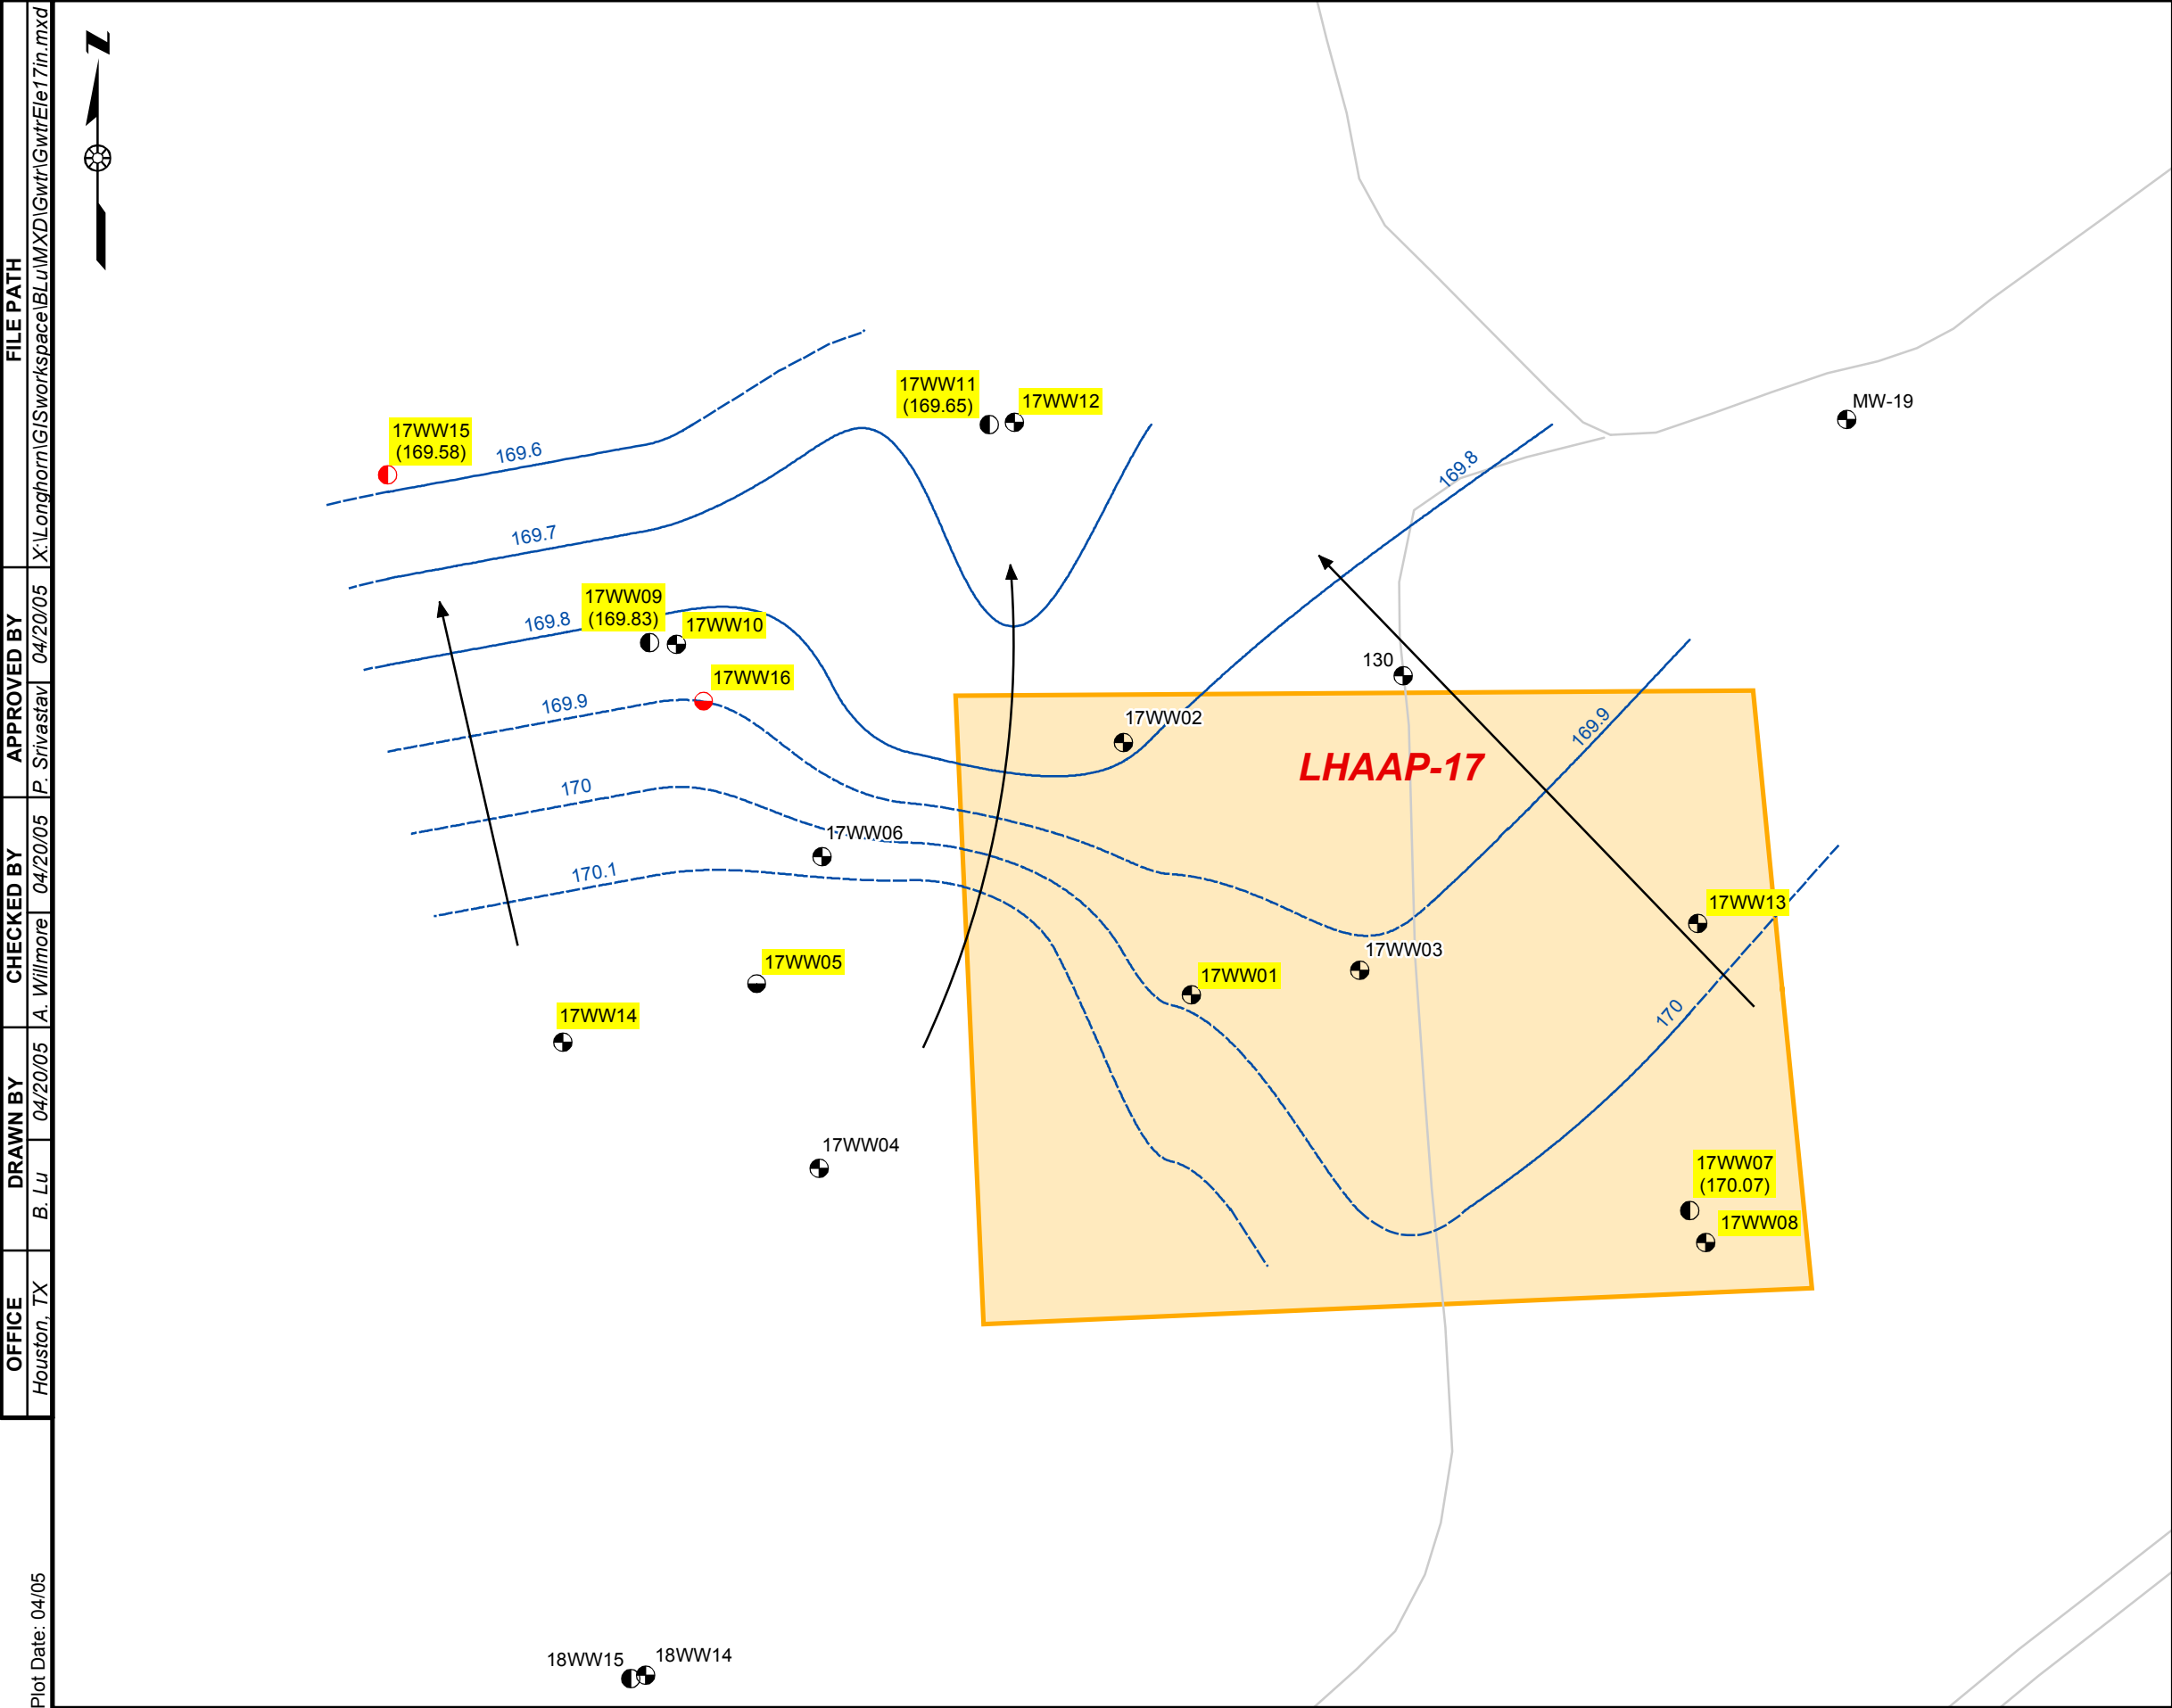 FILE PATH
X:\Longhorn\GISworkspace\BLu\MXD\Gwtr\GwtrEle17in.mxd
APPROVED BY
P. Srivastav 04/20/05
CHECKED BY
A. Willmore 04/20/05
DRAWN BY
B. Lu 04/20/05
OFFICE
Houston, TX
Plot Date: 04/05
N
17WW11
(169.65)
17WW12
MW-19
17WW15
(169.58)
169.6
169.8
169.7
17WW09
(169.83)
169.8
17WW10
130
17WW16
169.9
17WW02
169.9
LHAAP-17
170
17WW06
170.1
17WW13
17WW03
17WW05
17WW01
17WW14
170
17WW04
17WW07
(170.07)
17WW08
18WW15
18WW14